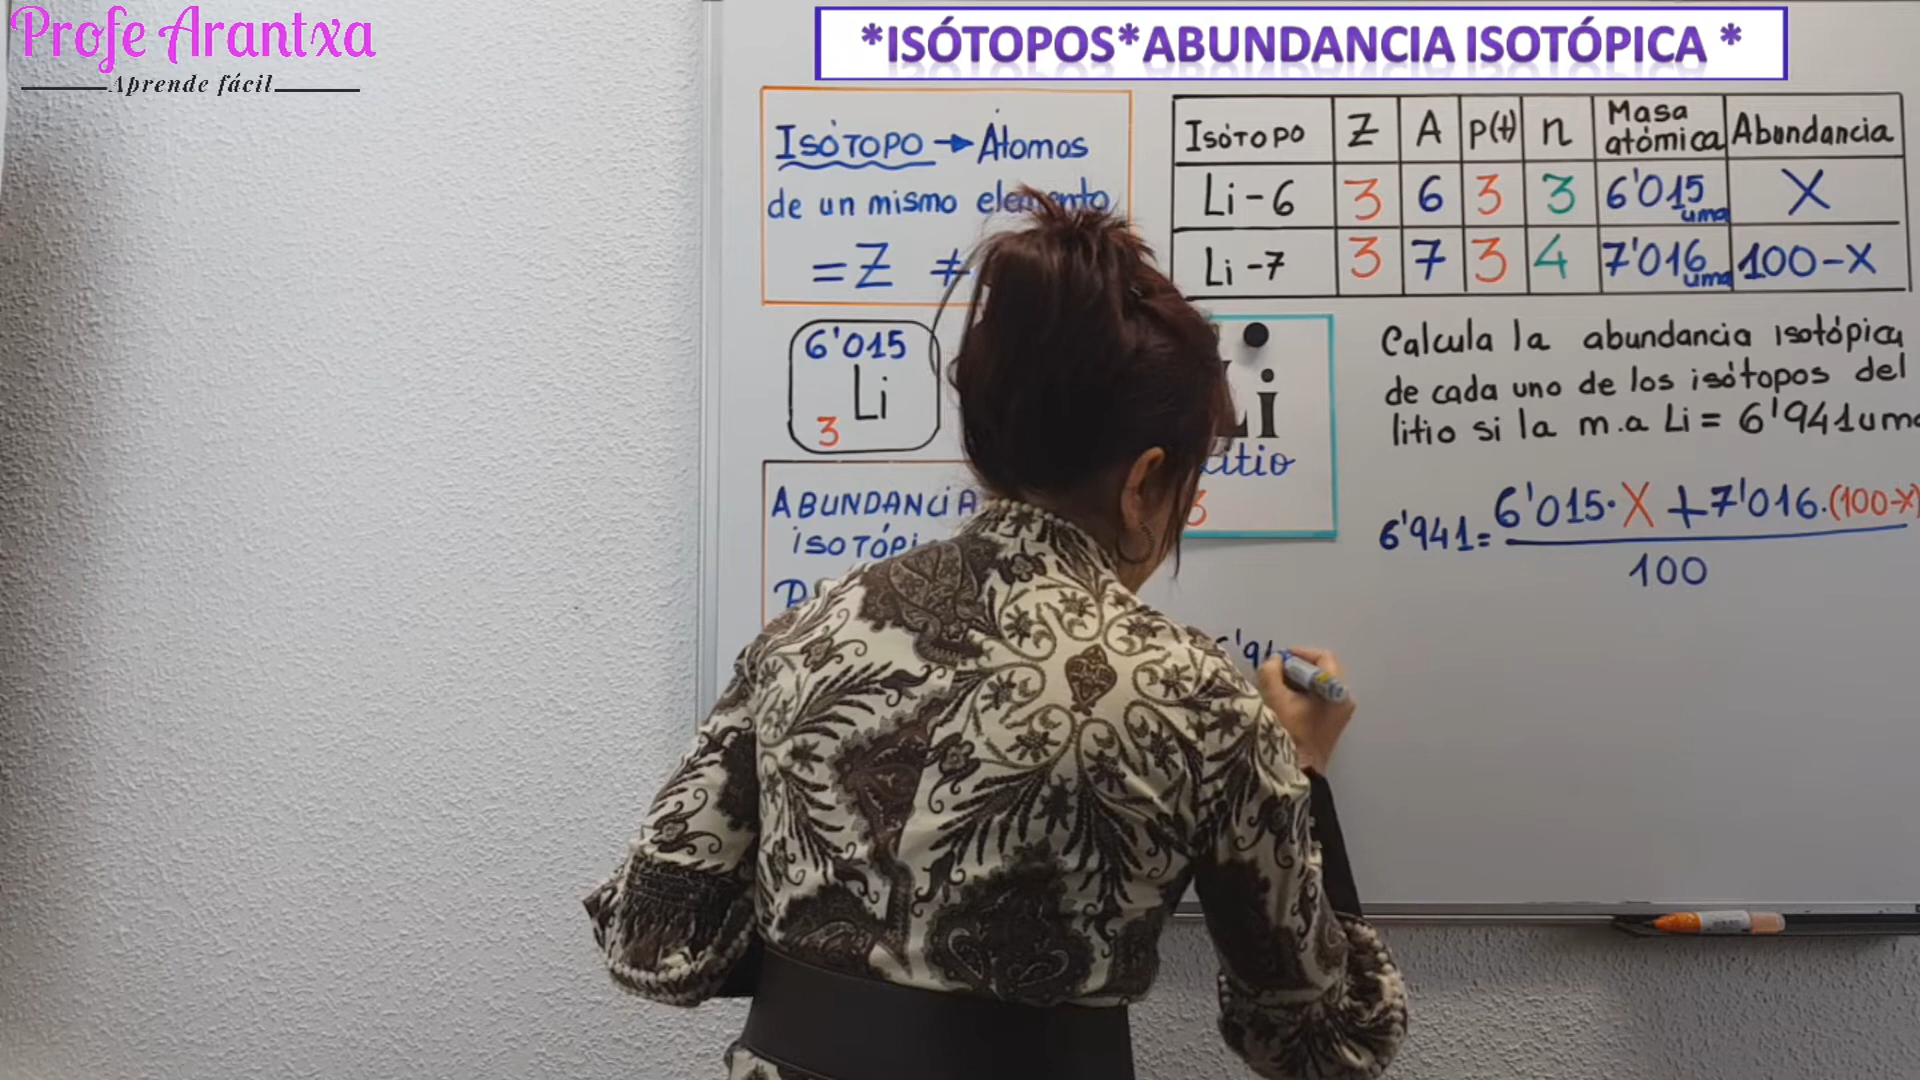 Profe Arantxa
Aprende fácil
*ISÓTOPOS*ABUNDANCIA ISOTÓPICA *
ISÓTOPO → Átomos
de un mismo elemento
= Z ≠
Isótopo Z A p(+) n Masa atómica Abundancia
Li-6 3 6 3 3 6'015 uma X
Li-7 3 7 3 4 7'016 uma 100-X
6'015
Li
3
Li
Litio
3
Calcula la abundancia isotópica
de cada uno de los isótopos del
litio si la m.a Li = 6'941 uma
6'941 = 6'015·X + 7'016·(100-X)
100
ABUNDANCIA